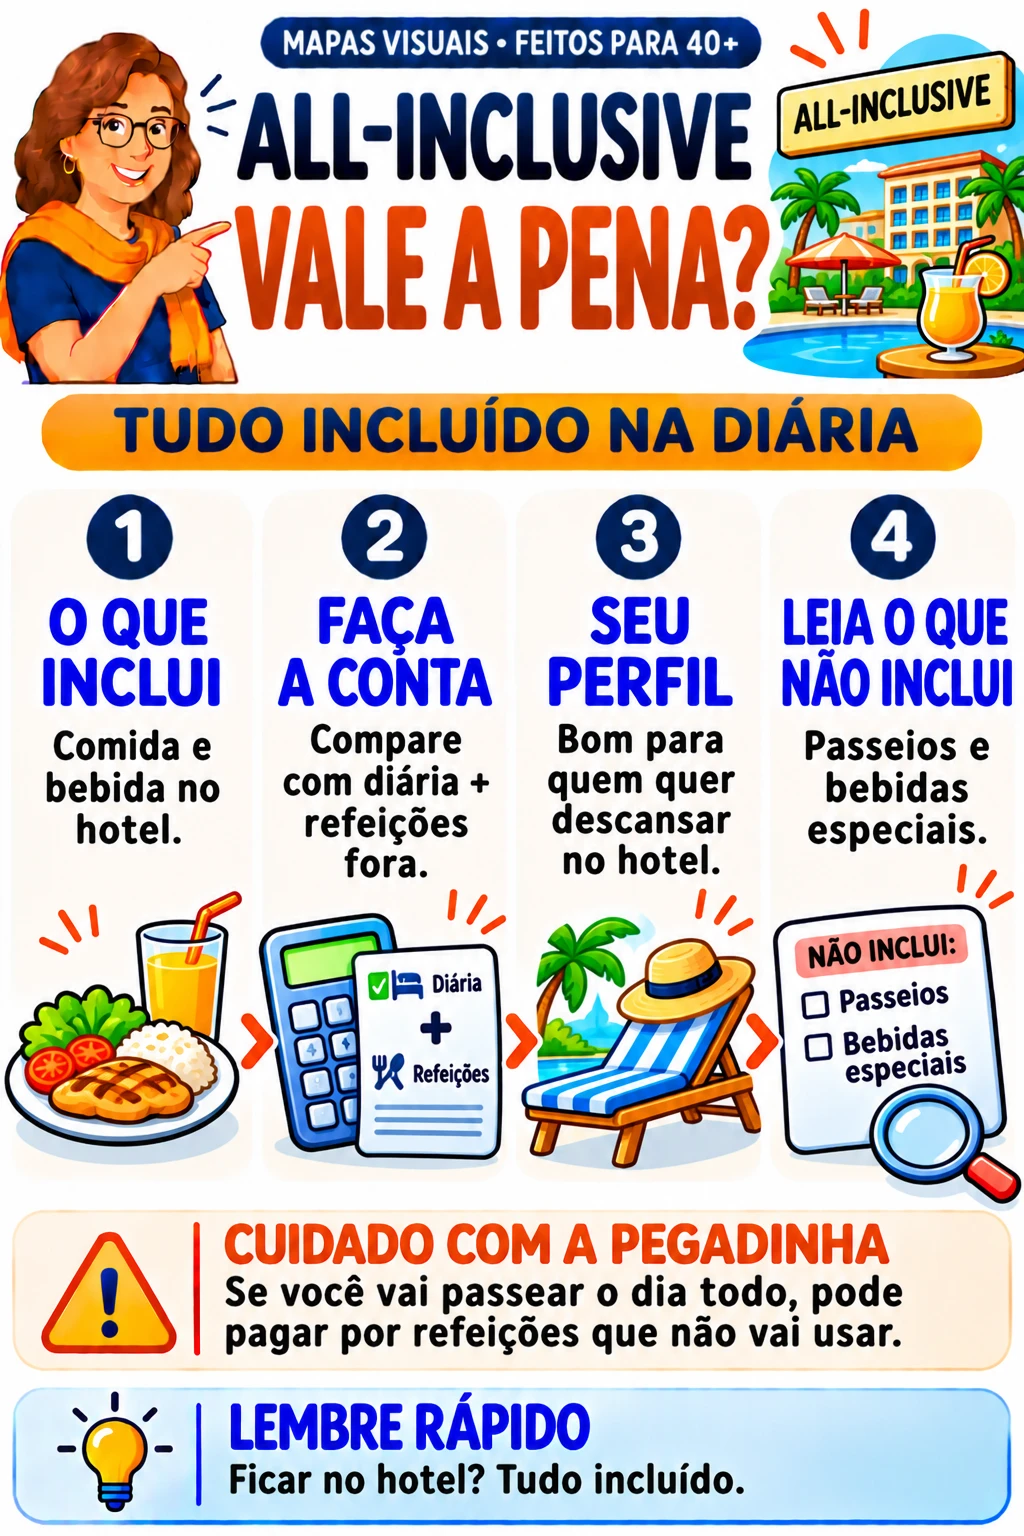 MAPAS VISUAIS • FEITOS PARA 40+
ALL-INCLUSIVE
VALE A PENA?
ALL-INCLUSIVE
TUDO INCLUÍDO NA DIÁRIA
1
O QUE
INCLUI
Comida e
bebida no
hotel.
2
FAÇA
A CONTA
Compare
com diária +
refeições
fora.
Diária
+
Refeições
3
SEU
PERFIL
Bom para
quem quer
descansar
no hotel.
4
LEIA O QUE
NÃO INCLUI
Passeios e
bebidas
especiais.
NÃO INCLUI:
Passeios
Bebidas
especiais
CUIDADO COM A PEGADINHA
Se você vai passear o dia todo, pode
pagar por refeições que não vai usar.
LEMBRE RÁPIDO
Ficar no hotel? Tudo incluído.